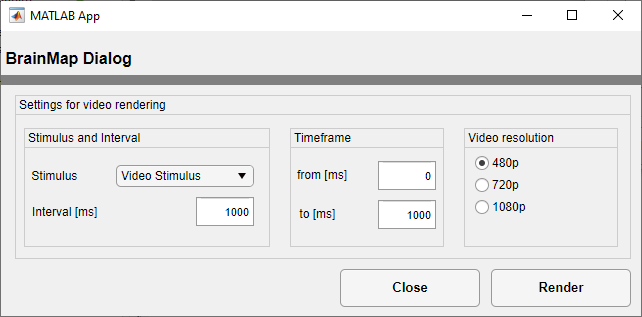 MATLAB App
BrainMap Dialog
Settings for video rendering
Stimulus and Interval
Stimulus
Video Stimulus
Interval [ms]
1000
Timeframe
from [ms]
0
to [ms]
1000
Video resolution
480p
720p
1080p
Close
Render